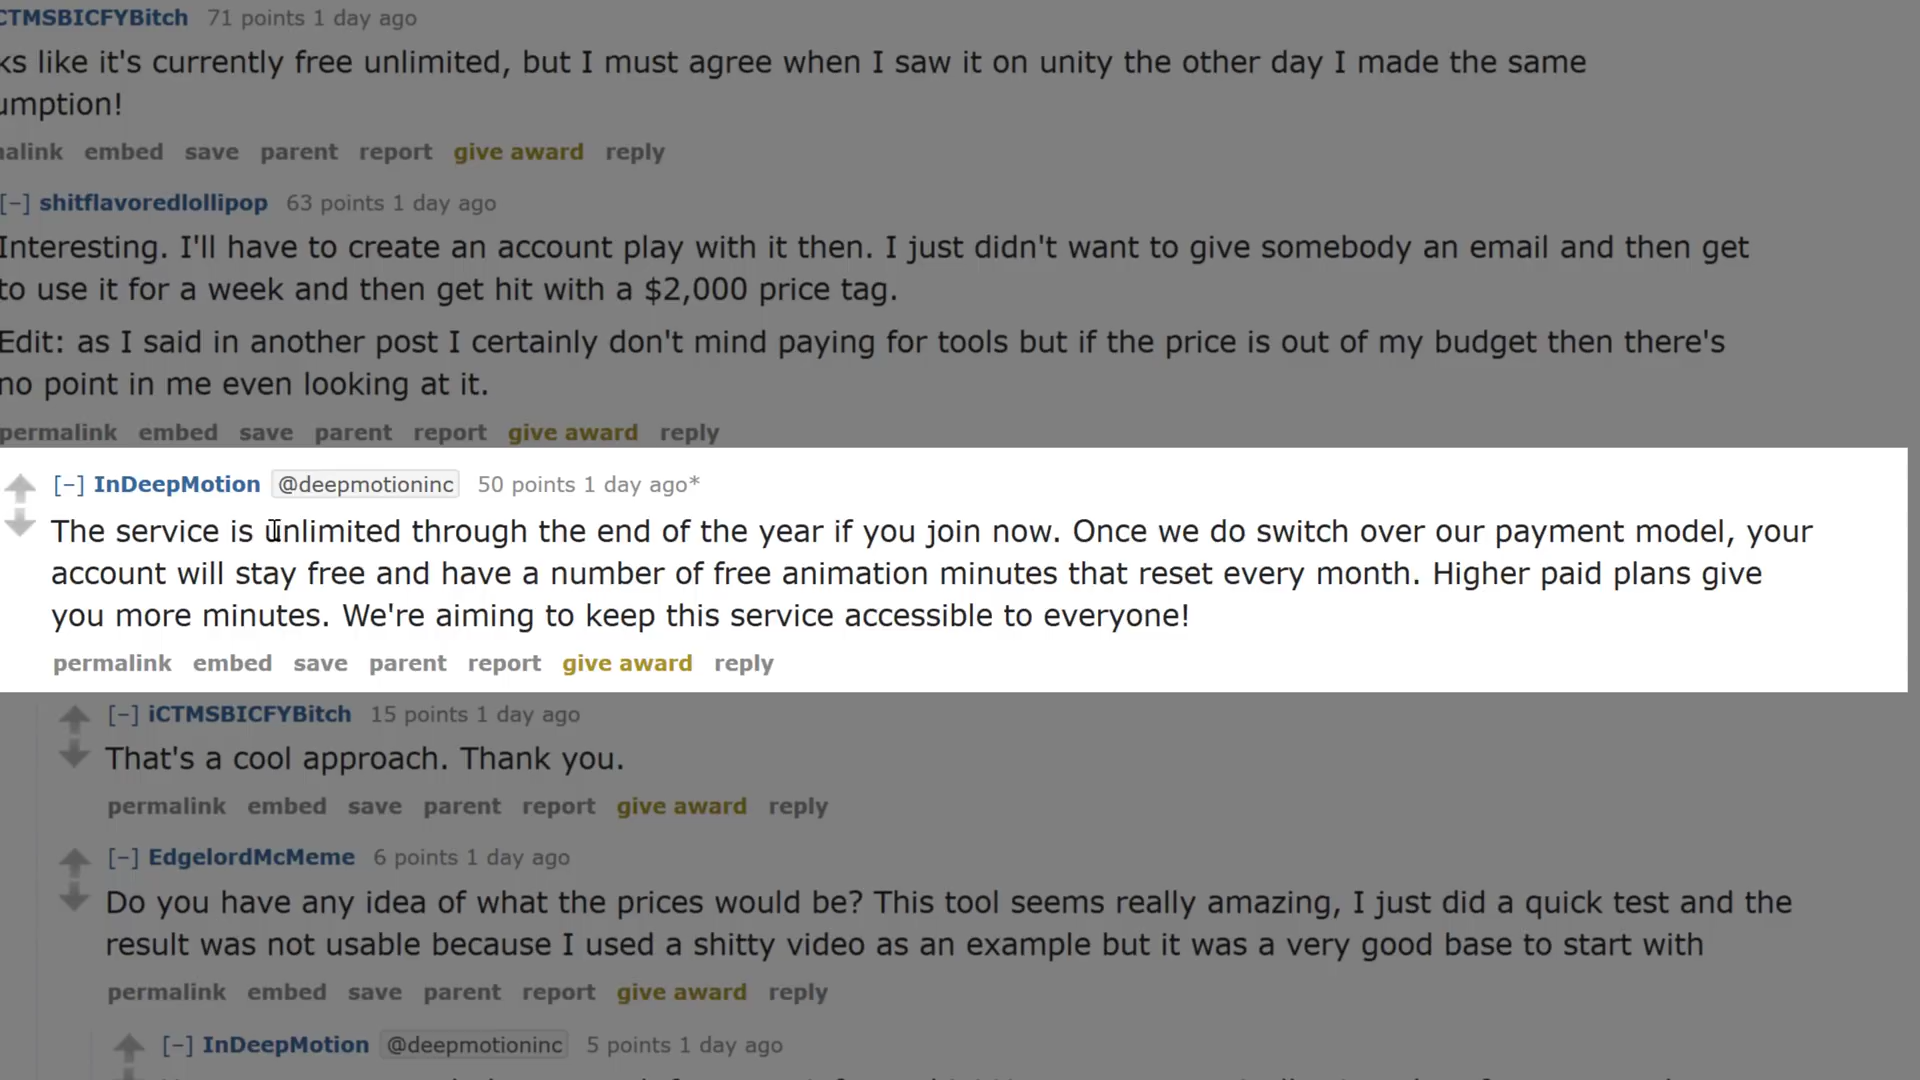 CTMSBICFYBitch 71 points 1 day ago
ks like it's currently free unlimited, but I must agree when I saw it on unity the other day I made the same
umption!
nalink embed save parent report give award reply
[–] shitflavoredlollipop 63 points 1 day ago
Interesting. I'll have to create an account play with it then. I just didn't want to give somebody an email and then get
to use it for a week and then get hit with a $2,000 price tag.
Edit: as I said in another post I certainly don't mind paying for tools but if the price is out of my budget then there's
no point in me even looking at it.
permalink embed save parent report give award reply
[–] InDeepMotion @deepmotioninc 50 points 1 day ago*
The service is unlimited through the end of the year if you join now. Once we do switch over our payment model, your
account will stay free and have a number of free animation minutes that reset every month. Higher paid plans give
you more minutes. We're aiming to keep this service accessible to everyone!
permalink embed save parent report give award reply
[–] iCTMSBICFYBitch 15 points 1 day ago
That's a cool approach. Thank you.
permalink embed save parent report give award reply
[–] EdgelordMcMeme 6 points 1 day ago
Do you have any idea of what the prices would be? This tool seems really amazing, I just did a quick test and the
result was not usable because I used a shitty video as an example but it was a very good base to start with
permalink embed save parent report give award reply
[–] InDeepMotion @deepmotioninc 5 points 1 day ago